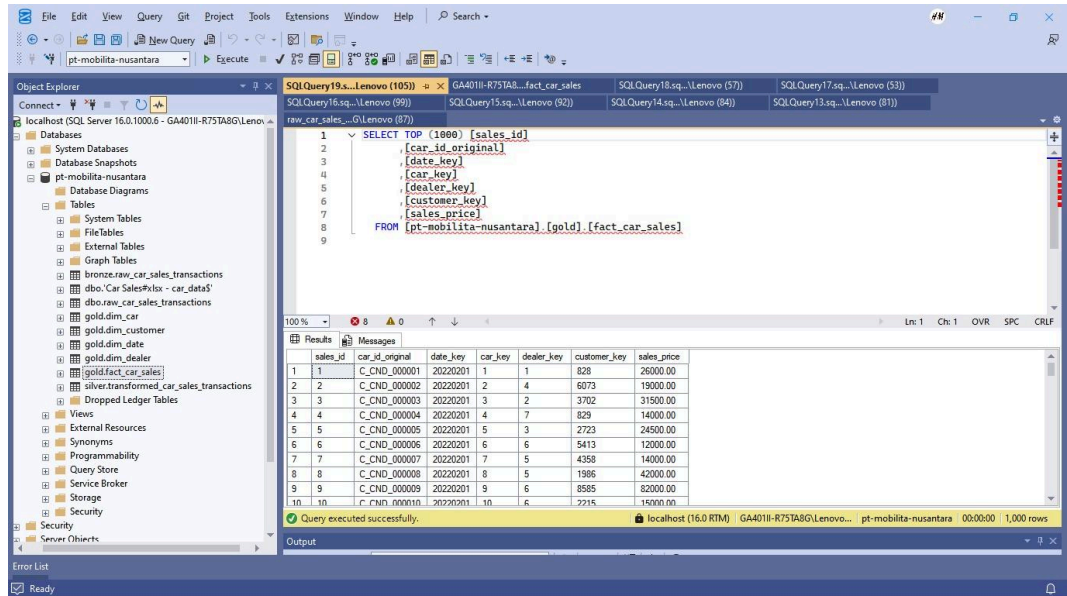 File Edit View Query Git Project Tools Extensions Window Help Search
New Query
pt-mobilita-nusantara Execute
Object Explorer
Connect
localhost (SQL Server 16.0.1000.6 - GA401II-R75TA8G\Lenov
Databases
System Databases
Database Snapshots
pt-mobilita-nusantara
Database Diagrams
Tables
System Tables
FileTables
External Tables
Graph Tables
bronze.raw_car_sales_transactions
dbo.'Car Sales#xlsx - car_data$'
dbo.raw_car_sales_transactions
gold.dim_car
gold.dim_customer
gold.dim_date
gold.dim_dealer
gold.fact_car_sales
silver.transformed_car_sales_transactions
Dropped Ledger Tables
Views
External Resources
Synonyms
Programmability
Query Store
Service Broker
Storage
Security
Security
Server Objects
SQLQuery19.s...Lenovo (105)) GA401II-R75TA8....fact_car_sales SQLQuery18.sq...\Lenovo (57)) SQLQuery17.sq...\Lenovo (53))
SQLQuery16.sq...\Lenovo (99)) SQLQuery15.sq...\Lenovo (92)) SQLQuery14.sq...\Lenovo (84)) SQLQuery13.sq...\Lenovo (81))
raw_car_sales_...G\Lenovo (87))
1 SELECT TOP (1000) [sales_id]
2 ,[car_id_original]
3 ,[date_key]
4 ,[car_key]
5 ,[dealer_key]
6 ,[customer_key]
7 ,[sales_price]
8 FROM [pt-mobilita-nusantara].[gold].[fact_car_sales]
9
100 % 8 0 Ln: 1 Ch: 1 OVR SPC CRLF
Results Messages
sales_id car_id_original date_key car_key dealer_key customer_key sales_price
1 1 C_CND_000001 20220201 1 1 828 26000.00
2 2 C_CND_000002 20220201 2 4 6073 19000.00
3 3 C_CND_000003 20220201 3 2 3702 31500.00
4 4 C_CND_000004 20220201 4 7 829 14000.00
5 5 C_CND_000005 20220201 5 3 2723 24500.00
6 6 C_CND_000006 20220201 6 6 5413 12000.00
7 7 C_CND_000007 20220201 7 5 4358 14000.00
8 8 C_CND_000008 20220201 8 5 1986 42000.00
9 9 C_CND_000009 20220201 9 6 8585 82000.00
10 10 C_CND_000010 20220201 10 6 2215 15000.00
Query executed successfully. localhost (16.0 RTM) GA401II-R75TA8G\Lenovo... pt-mobilita-nusantara 00:00:00 1,000 rows
Output
Error List
Ready